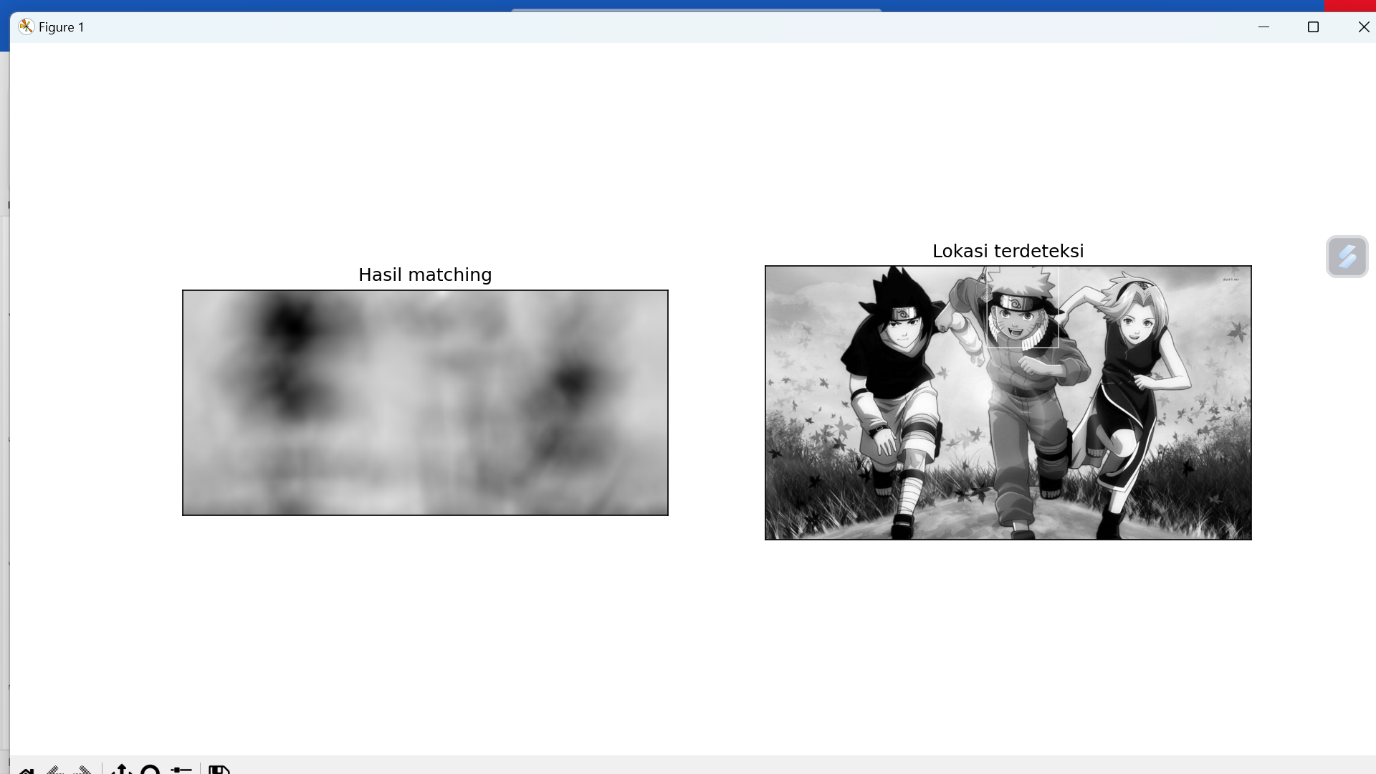 Figure 1
Hasil matching
Lokasi terdeteksi